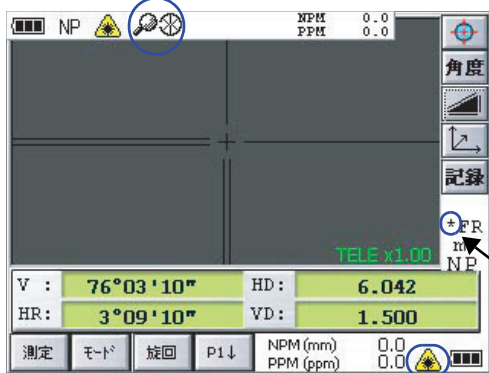 NP NPM 0.0
PPM 0.0
角度
記録
*FR
m
NP
TELE x1.00
V : 76°03'10" HD: 6.042
HR: 3°09'10" VD: 1.500
測定 ﾓｰﾄﾞ 旋回 P1↓ NPM (mm) 0.0
PPM (ppm) 0.0